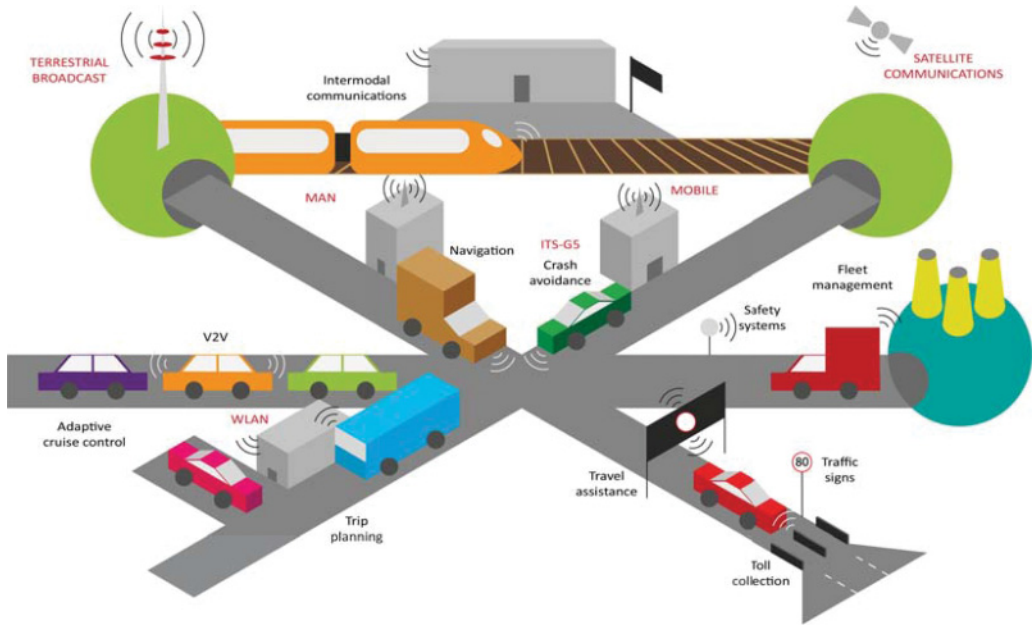 TERRESTRIAL
BROADCAST
Intermodal
communications
SATELLITE
COMMUNICATIONS
MAN
MOBILE
Navigation
ITS-G5
Crash
avoidance
Fleet
management
Safety
systems
V2V
Adaptive
cruise control
WLAN
Trip
planning
Travel
assistance
80
Traffic
signs
Toll
collection